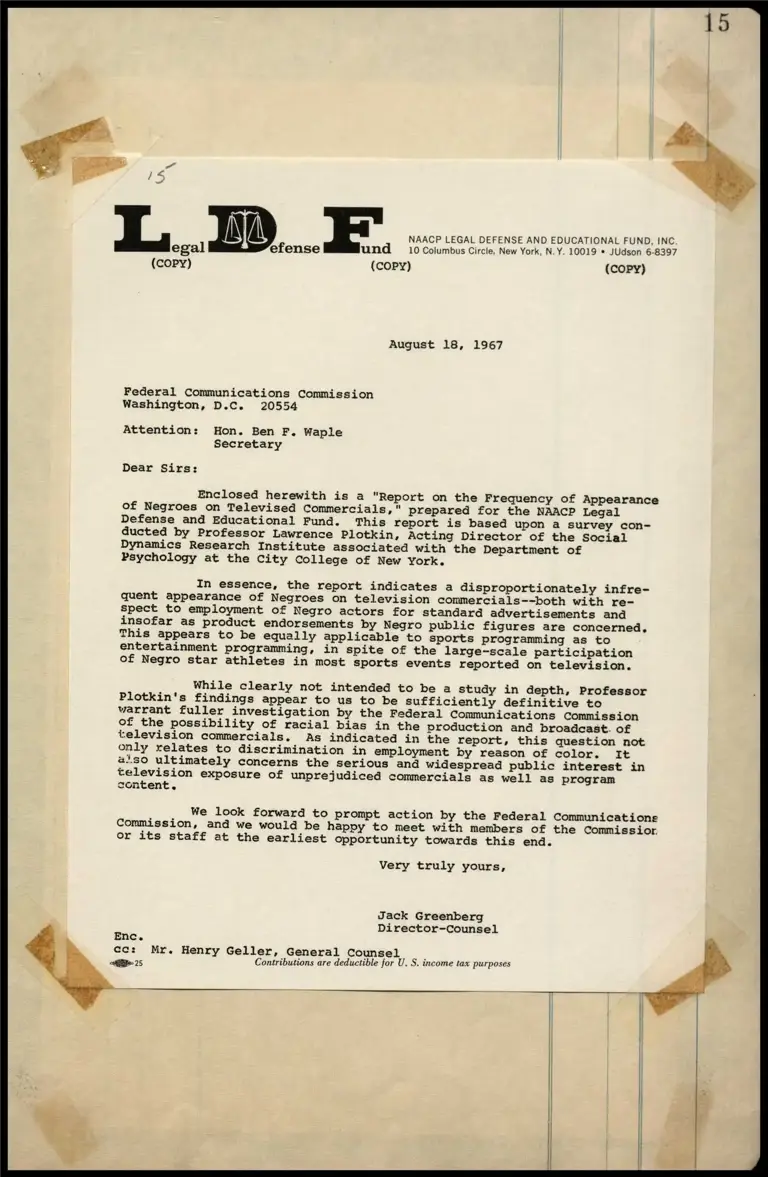 15
15
Legal Defense Fund
NAACP LEGAL DEFENSE AND EDUCATIONAL FUND, INC.
10 Columbus Circle, New York, N.Y. 10019 • JUdson 6-8397
(COPY) (COPY) (COPY)
August 18, 1967
Federal Communications Commission
Washington, D.C. 20554
Attention: Hon. Ben F. Waple
Secretary
Dear Sirs:
Enclosed herewith is a "Report on the Frequency of Appearance
of Negroes on Televised Commercials," prepared for the NAACP Legal
Defense and Educational Fund. This report is based upon a survey con-
ducted by Professor Lawrence Plotkin, Acting Director of the Social
Dynamics Research Institute associated with the Department of
Psychology at the City College of New York.
In essence, the report indicates a disproportionately infre-
quent appearance of Negroes on television commercials--both with re-
spect to employment of Negro actors for standard advertisements and
insofar as product endorsements by Negro public figures are concerned.
This appears to be equally applicable to sports programming as to
entertainment programming, in spite of the large-scale participation
of Negro star athletes in most sports events reported on television.
While clearly not intended to be a study in depth, Professor
Plotkin's findings appear to us to be sufficiently definitive to
warrant fuller investigation by the Federal Communications Commission
of the possibility of racial bias in the production and broadcast of
television commercials. As indicated in the report, this question not
only relates to discrimination in employment by reason of color. It
also ultimately concerns the serious and widespread public interest in
television exposure of unprejudiced commercials as well as program
content.
We look forward to prompt action by the Federal Communications
Commission, and we would be happy to meet with members of the Commission
or its staff at the earliest opportunity towards this end.
Very truly yours,
Jack Greenberg
Director-Counsel
Enc.
cc: Mr. Henry Geller, General Counsel
25 Contributions are deductible for U. S. income tax purposes